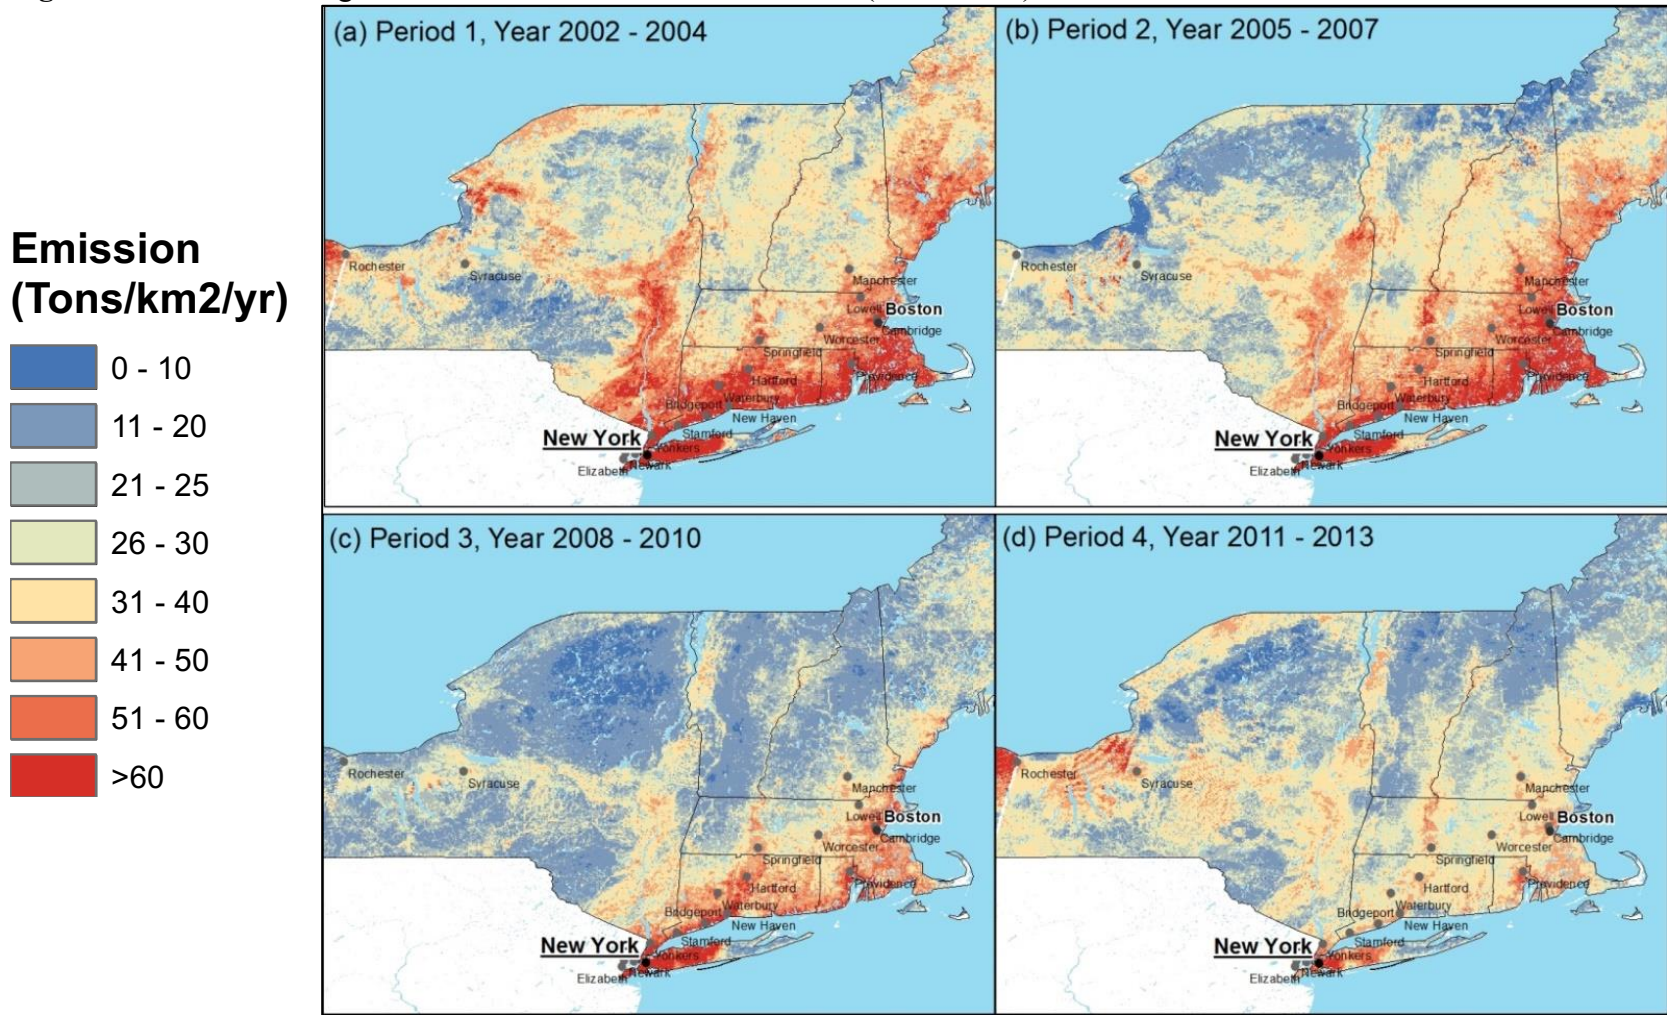 (a) Period 1, Year 2002 - 2004
Rochester
Syracuse
Manchester
Lowell
Boston
Cambridge
Worcester
Springfield
Providence
Hartford
Waterbury
Bridgeport
New Haven
Stamford
New York
Yonkers
Elizabeth
Newark
(b) Period 2, Year 2005 - 2007
Rochester
Syracuse
Manchester
Lowell
Boston
Cambridge
Worcester
Springfield
Providence
Hartford
Waterbury
Bridgeport
New Haven
Stamford
New York
Yonkers
Elizabeth
Newark
Emission
(Tons/km2/yr)
0 - 10
11 - 20
21 - 25
26 - 30
31 - 40
41 - 50
51 - 60
>60
(c) Period 3, Year 2008 - 2010
Rochester
Syracuse
Manchester
Lowell
Boston
Cambridge
Worcester
Springfield
Providence
Hartford
Waterbury
Bridgeport
New Haven
Stamford
New York
Yonkers
Elizabeth
Newark
(d) Period 4, Year 2011 - 2013
Rochester
Syracuse
Manchester
Lowell
Boston
Cambridge
Worcester
Springfield
Providence
Hartford
Waterbury
Bridgeport
New Haven
Stamford
New York
Yonkers
Elizabeth
Newark